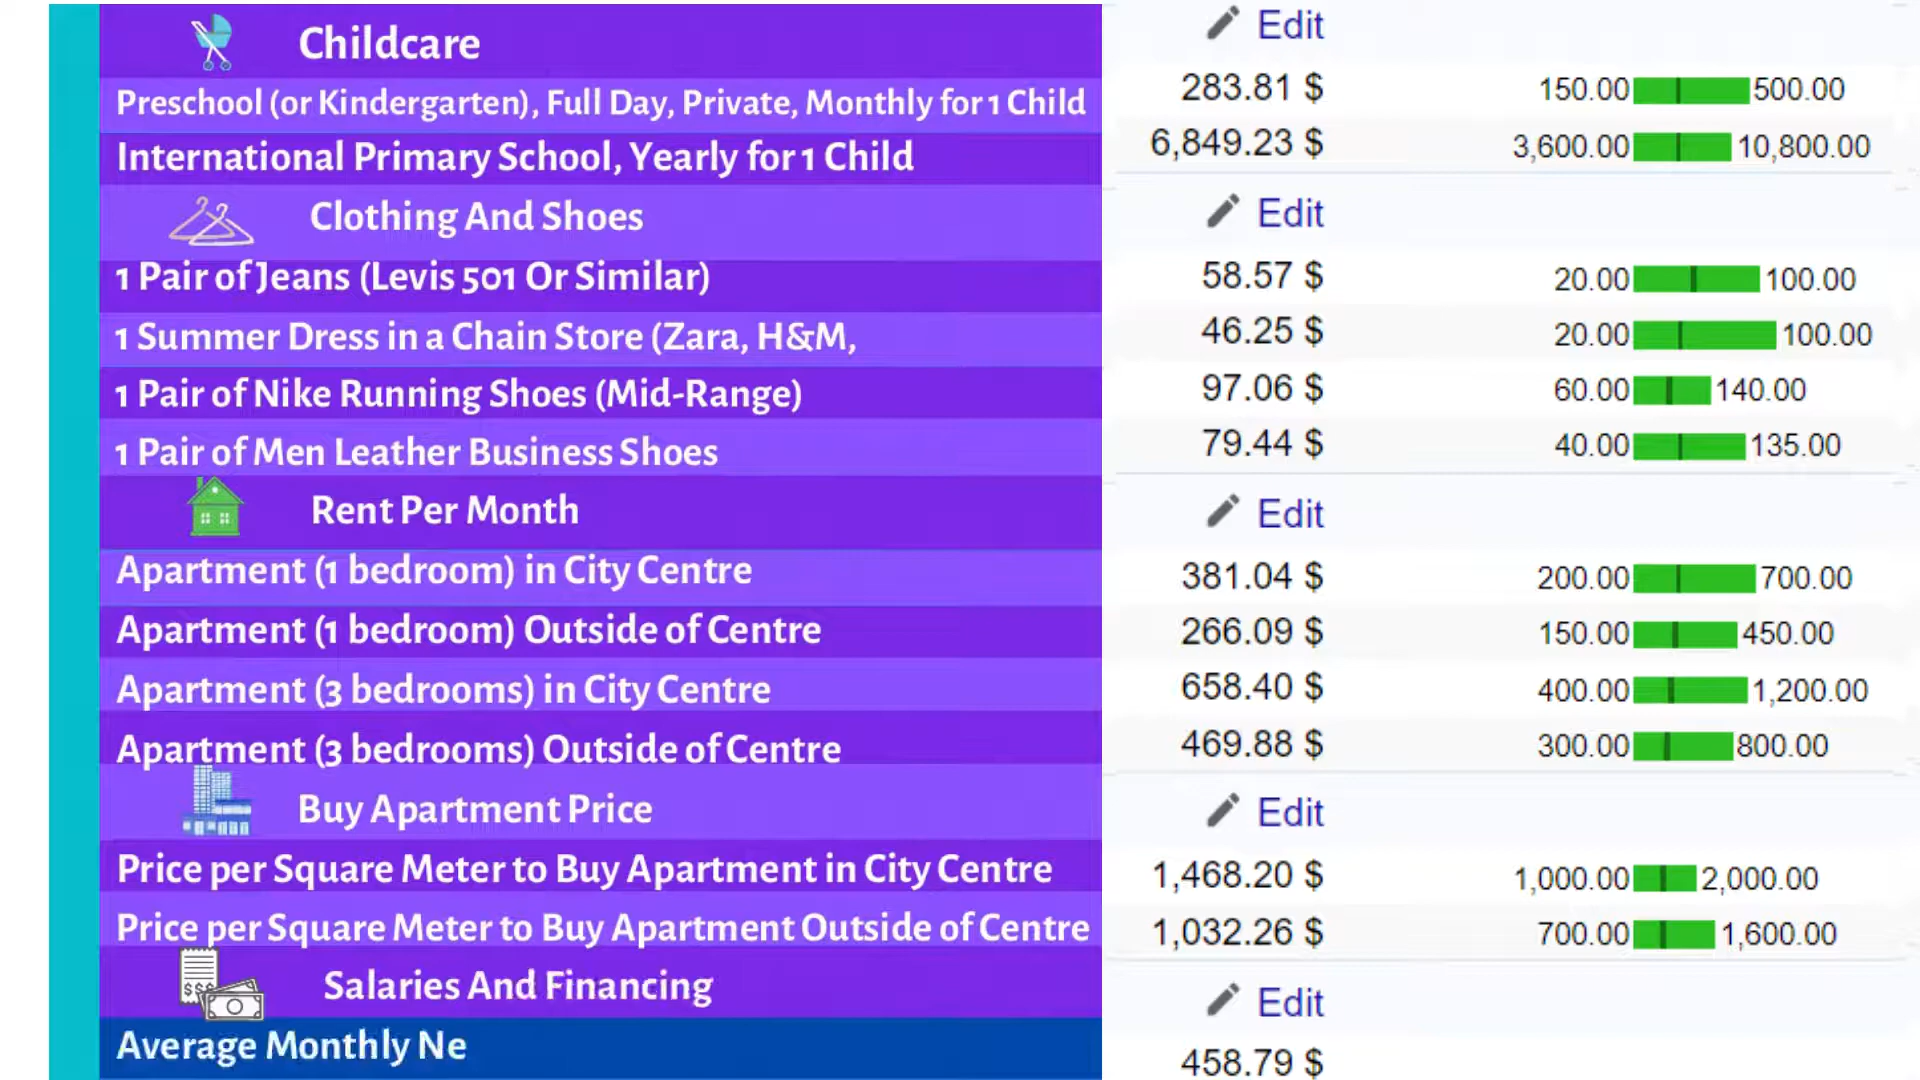 Childcare Edit
Preschool (or Kindergarten), Full Day, Private, Monthly for 1 Child 283.81 $ 150.00 500.00
International Primary School, Yearly for 1 Child 6,849.23 $ 3,600.00 10,800.00
Clothing And Shoes Edit
1 Pair of Jeans (Levis 501 Or Similar) 58.57 $ 20.00 100.00
1 Summer Dress in a Chain Store (Zara, H&M, 46.25 $ 20.00 100.00
1 Pair of Nike Running Shoes (Mid-Range) 97.06 $ 60.00 140.00
1 Pair of Men Leather Business Shoes 79.44 $ 40.00 135.00
Rent Per Month Edit
Apartment (1 bedroom) in City Centre 381.04 $ 200.00 700.00
Apartment (1 bedroom) Outside of Centre 266.09 $ 150.00 450.00
Apartment (3 bedrooms) in City Centre 658.40 $ 400.00 1,200.00
Apartment (3 bedrooms) Outside of Centre 469.88 $ 300.00 800.00
Buy Apartment Price Edit
Price per Square Meter to Buy Apartment in City Centre 1,468.20 $ 1,000.00 2,000.00
Price per Square Meter to Buy Apartment Outside of Centre 1,032.26 $ 700.00 1,600.00
$$$ Salaries And Financing Edit
Average Monthly Ne 458.79 $